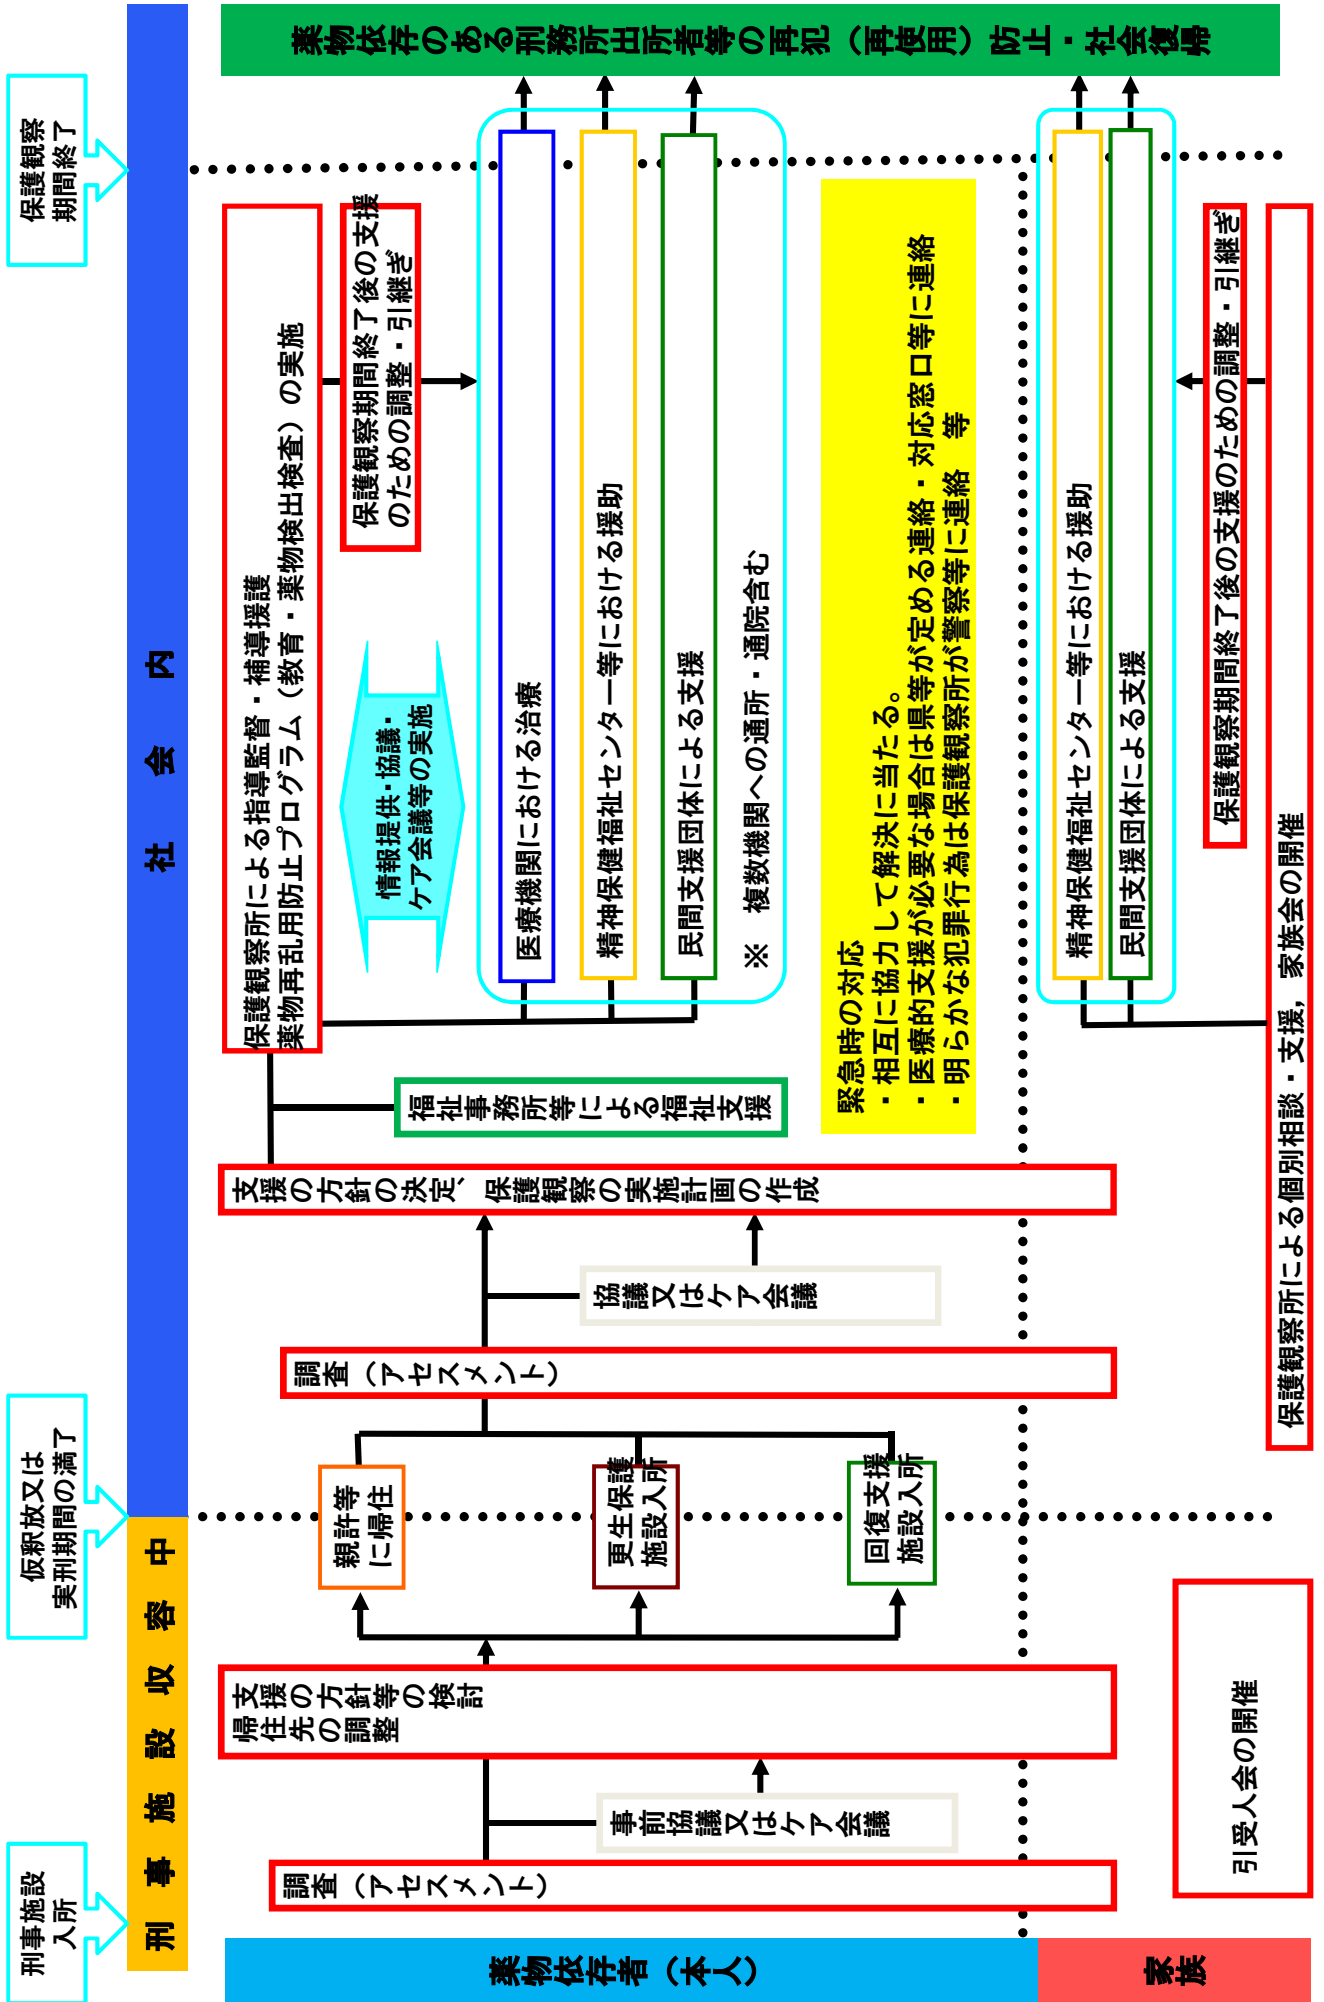 刑事施設
入所
仮釈放又は
実刑期間の満了
保護観察
期間終了
刑事施設収容中
社会内
薬物依存者（本人）
家族
調査（アセスメント）
事前協議又はケア会議
支援の方針等の検討
帰住先の調整
親許等
に帰住
更生保護
施設入所
回復支援
施設入所
調査（アセスメント）
協議又はケア会議
支援の方針の決定、保護観察の実施計画の作成
福祉事務所等による福祉支援
保護観察所による指導監督・補導援護
薬物再乱用防止プログラム（教育・薬物検出検査）の実施
情報提供・協議・
ケア会議等の実施
保護観察期間終了後の支援
のための調整・引継ぎ
医療機関における治療
精神保健福祉センター等における援助
民間支援団体による支援
※　複数機関への通所・通院含む
緊急時の対応
・相互に協力して解決に当たる。
・医療的支援が必要な場合は県等が定める連絡・対応窓口等に連絡
・明らかな犯罪行為は保護観察所が警察等に連絡　等
引受人会の開催
精神保健福祉センター等における援助
民間支援団体による支援
保護観察期間終了後の支援のための調整・引継ぎ
保護観察所による個別相談・支援，家族会の開催
薬物依存のある刑務所出所者等の再犯（再使用）防止・社会復帰